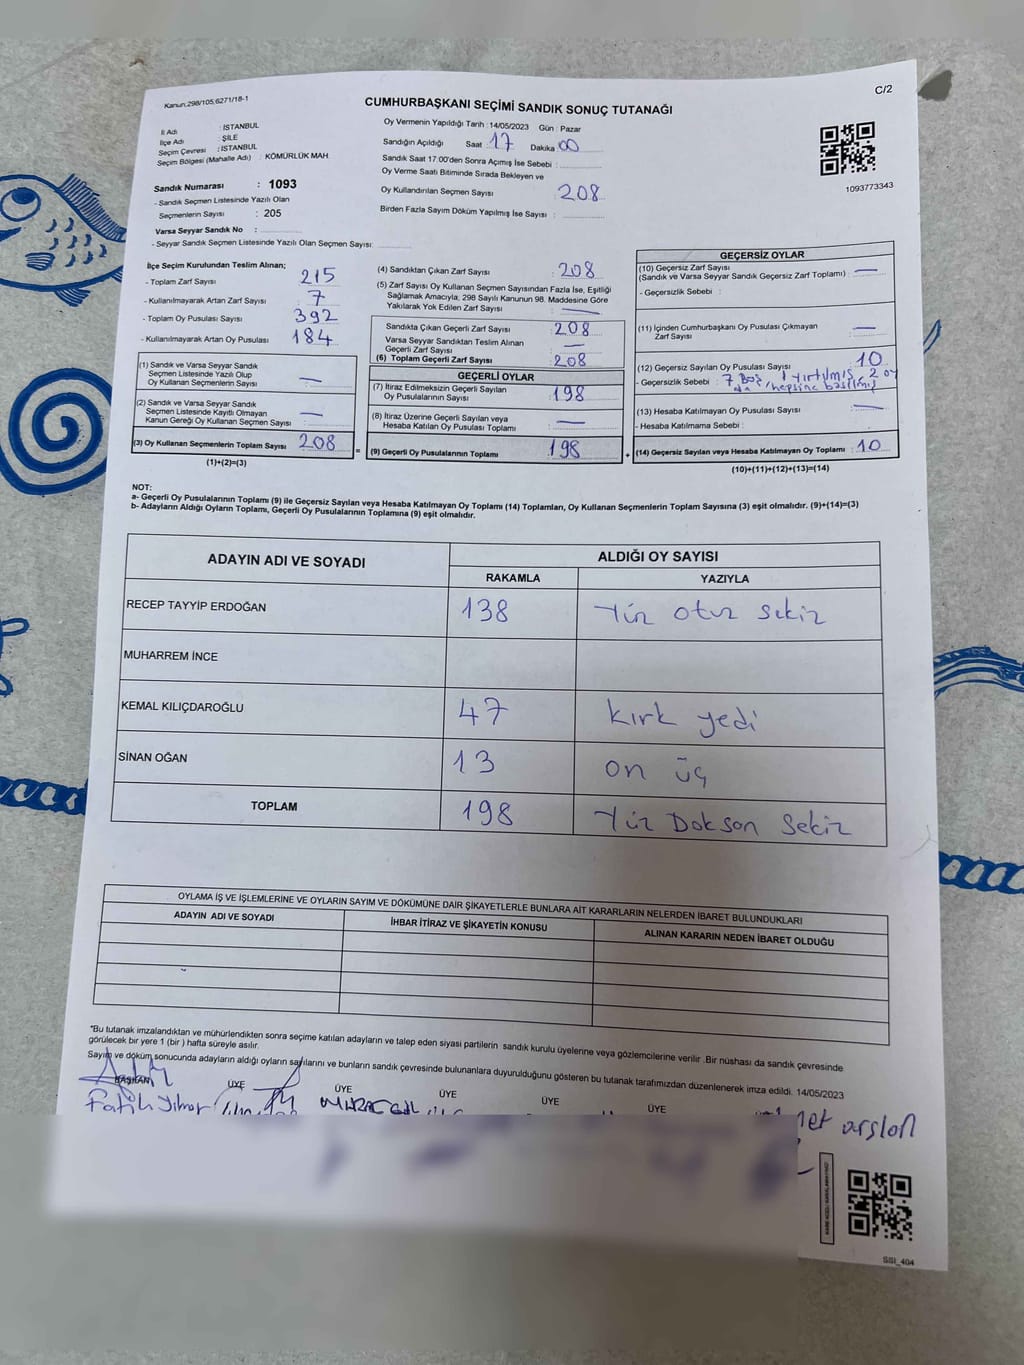 Kanun,298/105,6271/18-1
C/2
CUMHURBAŞKANI SEÇİMİ SANDIK SONUÇ TUTANAĞI
İl Adı : İSTANBUL
İlçe Adı : ŞİLE
Seçim Çevresi : İSTANBUL
Seçim Bölgesi (Mahalle Adı) : KÖMÜRLÜK MAH
Sandık Numarası : 1093
- Sandık Seçmen Listesinde Yazılı Olan
Seçmenlerin Sayısı : 205
Varsa Seyyar Sandık No :
- Seyyar Sandık Seçmen Listesinde Yazılı Olan Seçmen Sayısı:
Oy Vermenin Yapıldığı Tarih : 14/05/2023 Gün : Pazar
Sandığın Açıldığı Saat : 17 Dakika : 00
Sandık Saat 17.00'den Sonra Açımış İse Sebebi :
Oy Verme Saati Bitiminde Sırada Bekleyen ve
Oy Kullandırılan Seçmen Sayısı : 208
Birden Fazla Sayım Döküm Yapılmış İse Sayısı :
1093773343
İlçe Seçim Kurulundan Teslim Alınan;
- Toplam Zarf Sayısı : 215
- Kullanılmayarak Artan Zarf Sayısı : 7
- Toplam Oy Pusulası Sayısı : 392
- Kullanılmayarak Artan Oy Pusulası : 184
(1) Sandık ve Varsa Seyyar Sandık
Seçmen Listesinde Yazılı Olup
Oy Kullanan Seçmenlerin Sayısı : —
(2) Sandık ve Varsa Seyyar Sandık
Seçmen Listesinde Kayıtlı Olmayan
Kanun Gereği Oy Kullanan Seçmen Sayısı : —
(3) Oy Kullanan Seçmenlerin Toplam Sayısı : 208
(1)+(2)=(3)
(4) Sandıktan Çıkan Zarf Sayısı : 208
(5) Zarf Sayısı Oy Kullanan Seçmen Sayısından Fazla İse, Eşitliği
Sağlamak Amacıyla, 298 Sayılı Kanunun 98. Maddesine Göre
Yakılarak Yok Edilen Zarf Sayısı : —
Sandıkta Çıkan Geçerli Zarf Sayısı : 208
Varsa Seyyar Sandıktan Teslim Alınan
Geçerli Zarf Sayısı : —
(6) Toplam Geçerli Zarf Sayısı : 208
GEÇERLİ OYLAR
(7) İtiraz Edilmeksizin Geçerli Sayılan
Oy Pusulalarının Sayısı : 198
(8) İtiraz Üzerine Geçerli Sayılan veya
Hesaba Katılan Oy Pusulası Toplamı : —
= (9) Geçerli Oy Pusulalarının Toplamı : 198
GEÇERSİZ OYLAR
(10) Geçersiz Zarf Sayısı
(Sandık ve Varsa Seyyar Sandık Geçersiz Zarf Toplamı) : —
- Geçersizlik Sebebi :
(11) İçinden Cumhurbaşkanı Oy Pusulası Çıkmayan
Zarf Sayısı : —
(12) Geçersiz Sayılan Oy Pusulası Sayısı : 10
- Geçersizlik Sebebi : 7 Boş 1 yırtılmış, 2 oy
hepsine basılmış
(13) Hesaba Katılmayan Oy Pusulası Sayısı : —
- Hesaba Katılmama Sebebi :
+ (14) Geçersiz Sayılan veya Hesaba Katılmayan Oy Toplamı : 10
(10)+(11)+(12)+(13)=(14)
NOT:
a- Geçerli Oy Pusulalarının Toplamı (9) ile Geçersiz Sayılan veya Hesaba Katılmayan Oy Toplamı (14) Toplamları, Oy Kullanan Seçmenlerin Toplam Sayısına (3) eşit olmalıdır. (9)+(14)=(3)
b- Adayların Aldığı Oyların Toplamı, Geçerli Oy Pusulalarının Toplamına (9) eşit olmalıdır.
ADAYIN ADI VE SOYADI ALDIĞI OY SAYISI
RAKAMLA YAZIYLA
RECEP TAYYİP ERDOĞAN 138 Yüz otuz sekiz
MUHARREM İNCE
KEMAL KILIÇDAROĞLU 47 kırk yedi
SİNAN OĞAN 13 on üç
TOPLAM 198 Yüz Dokson Sekiz
OYLAMA İŞ VE İŞLEMLERİNE VE OYLARIN SAYIM VE DÖKÜMÜNE DAİR ŞİKAYETLERLE BUNLARA AİT KARARLARIN NELERDEN İBARET BULUNDUKLARI
ADAYIN ADI VE SOYADI İHBAR İTİRAZ VE ŞİKAYETİN KONUSU ALINAN KARARIN NEDEN İBARET OLDUĞU
*Bu tutanak imzalandıktan ve mühürlendikten sonra seçime katılan adayların ve talep eden siyasi partilerin sandık kurulu üyelerine veya gözlemcilerine verilir .Bir nüshası da sandık çevresinde
görülecek bir yere 1 (bir ) hafta süreyle asılır.
Sayım ve döküm sonucunda adayların aldığı oyların sayılarını ve bunların sandık çevresinde bulunanlara duyurulduğunu gösteren bu tutanak tarafımızdan düzenlenerek imza edildi. 14/05/2023
BAŞKAN ÜYE ÜYE ÜYE ÜYE ÜYE
Fatih Yılmaz
arslan
SSI_404